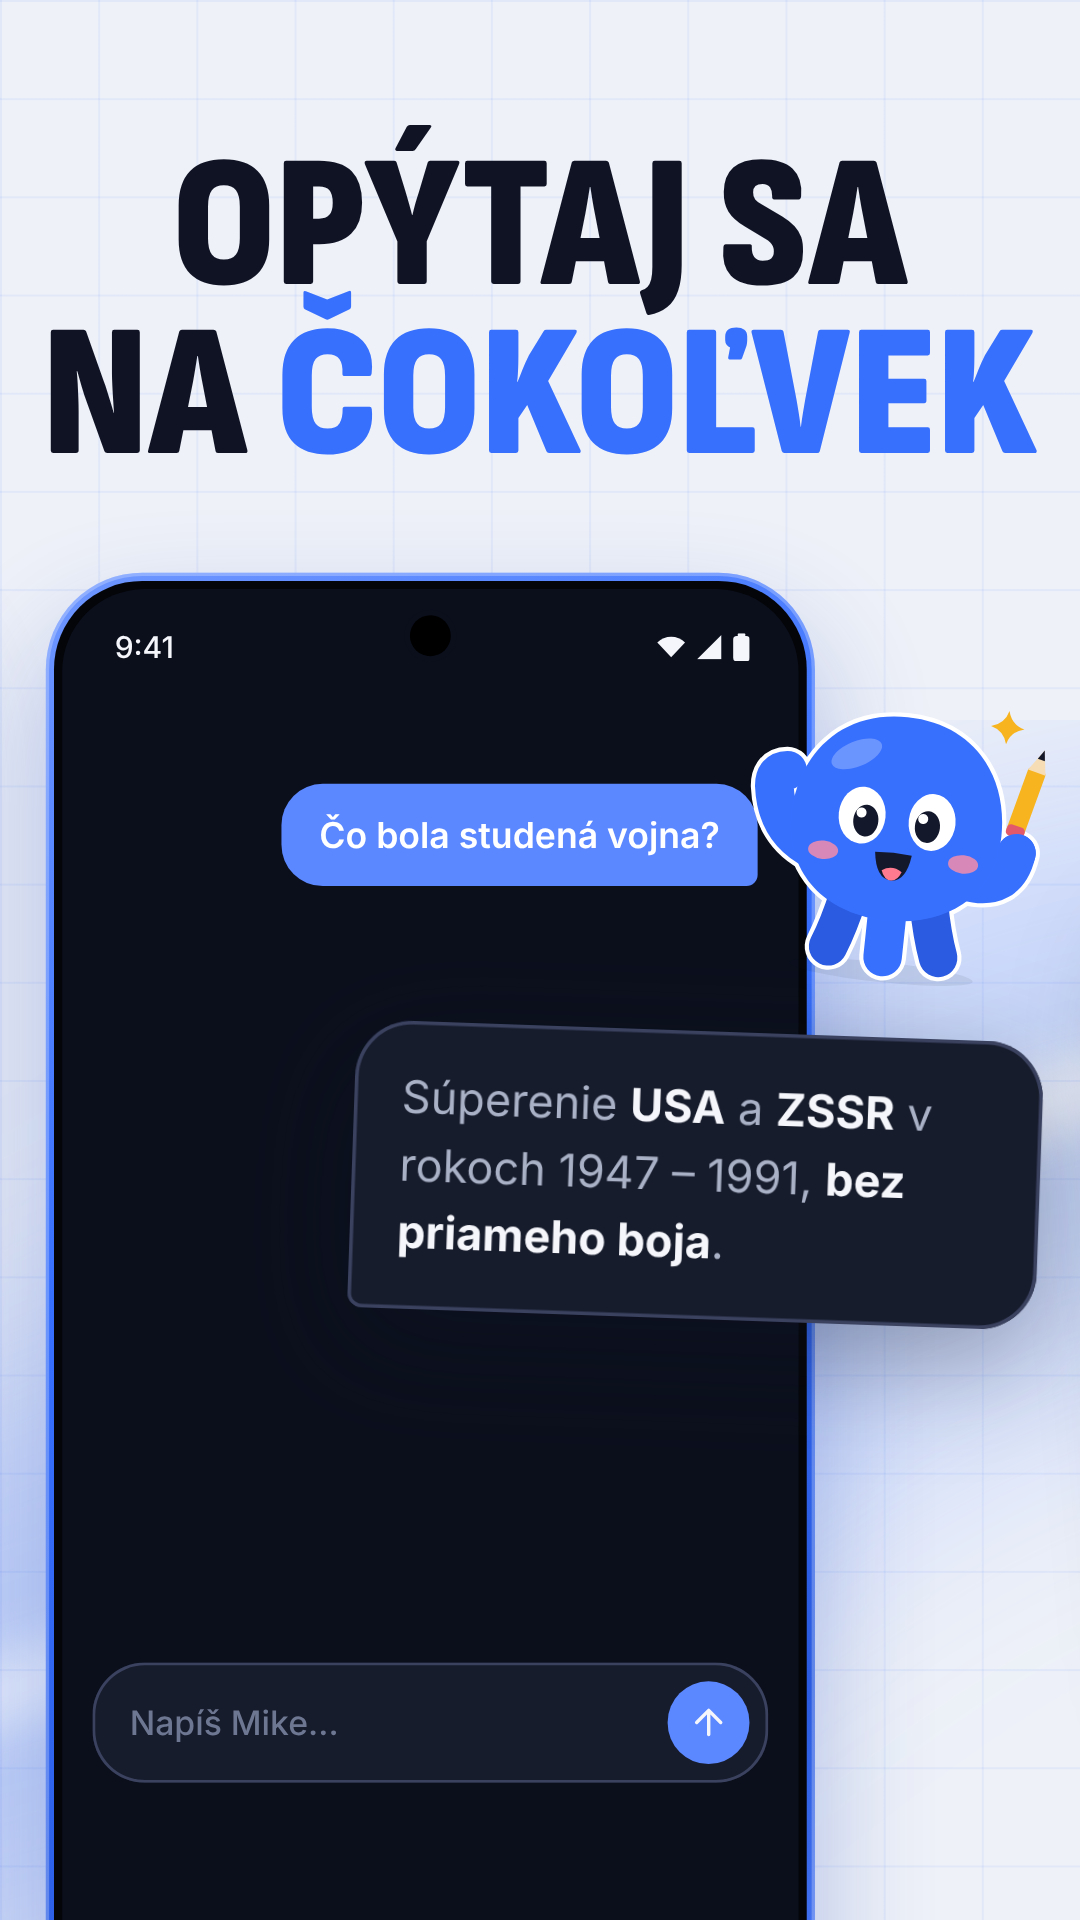 OPÝTAJ SA
NA ČOKOĽVEK
9:41
Čo bola studená vojna?
Súperenie USA a ZSSR v
rokoch 1947 – 1991, bez
priameho boja.
Napíš Mike...